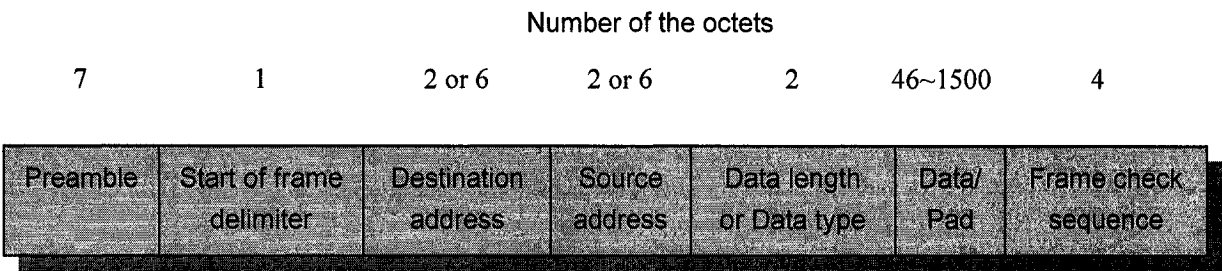 Number of the octets
7 1 2 or 6 2 or 6 2 46~1500 4
Preamble Start of frame Destination Source Data length Data/ Frame check
delimiter address address or Data type Pad sequence